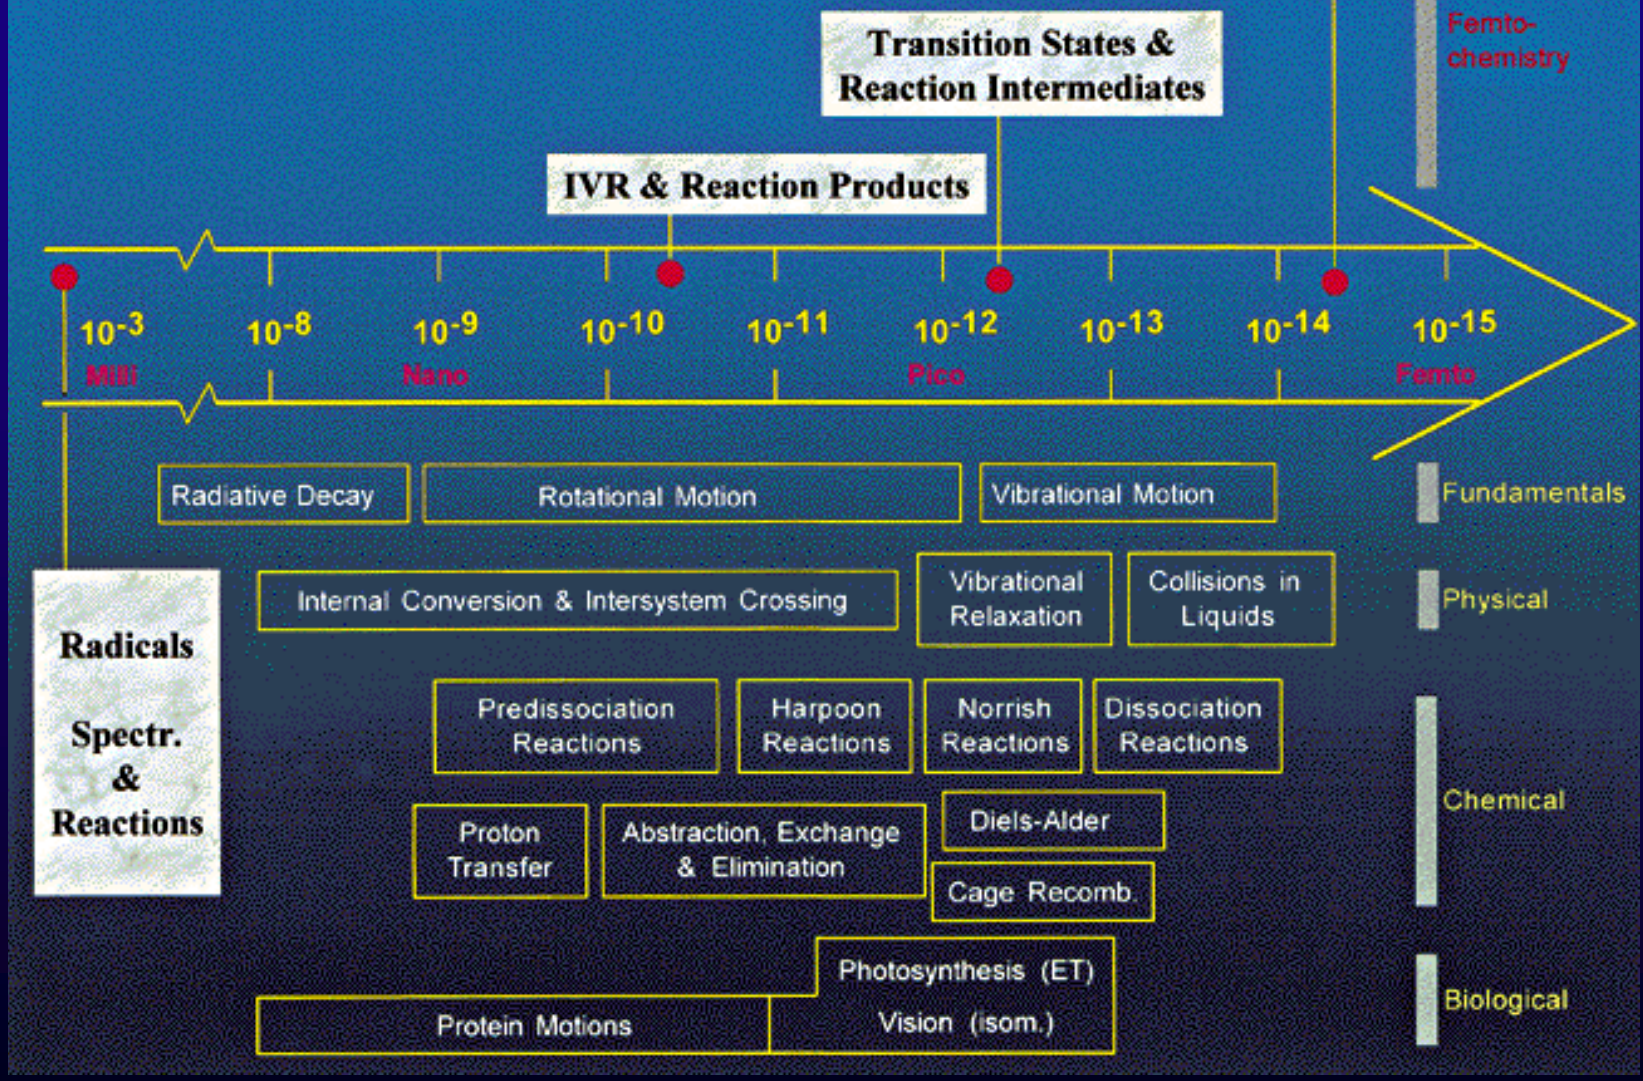 Femto-
chemistry
Transition States &
Reaction Intermediates
IVR & Reaction Products
10-3 10-8 10-9 10-10 10-11 10-12 10-13 10-14 10-15
Milli Nano Pico Femto
Radiative Decay Rotational Motion Vibrational Motion Fundamentals
Internal Conversion & Intersystem Crossing
Vibrational
Relaxation
Collisions in
Liquids
Physical
Radicals
Spectr.
&
Reactions
Predissociation
Reactions
Harpoon
Reactions
Norrish
Reactions
Dissociation
Reactions
Chemical
Proton
Transfer
Abstraction, Exchange
& Elimination
Diels-Alder
Cage Recomb.
Photosynthesis (ET)
Vision (isom.)
Protein Motions
Biological